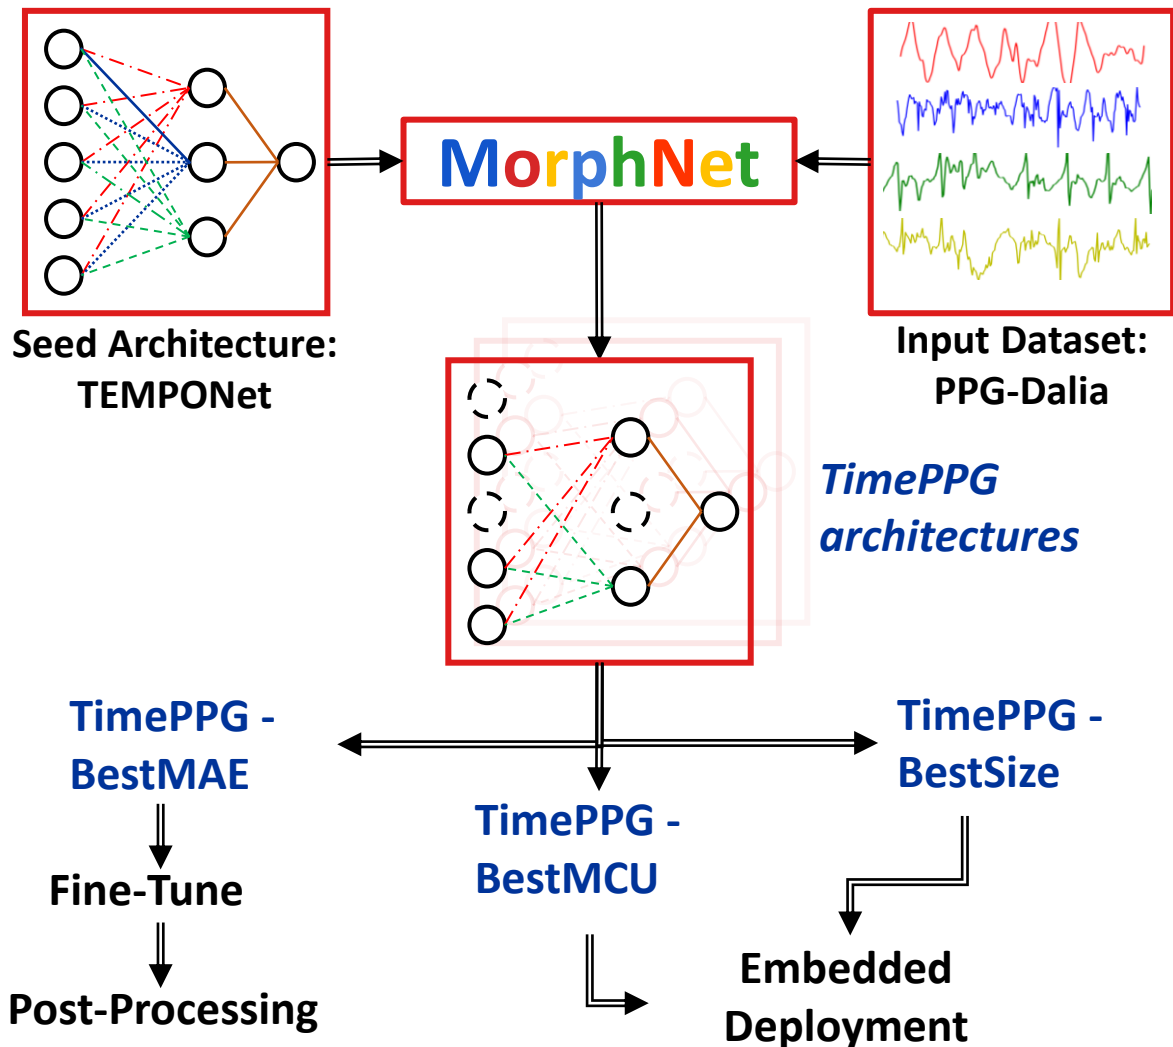 MorphNet
Seed Architecture:
TEMPONet
Input Dataset:
PPG-Dalia
TimePPG
architectures
TimePPG -
BestMAE
TimePPG -
BestMCU
TimePPG -
BestSize
Fine-Tune
Post-Processing
Embedded
Deployment